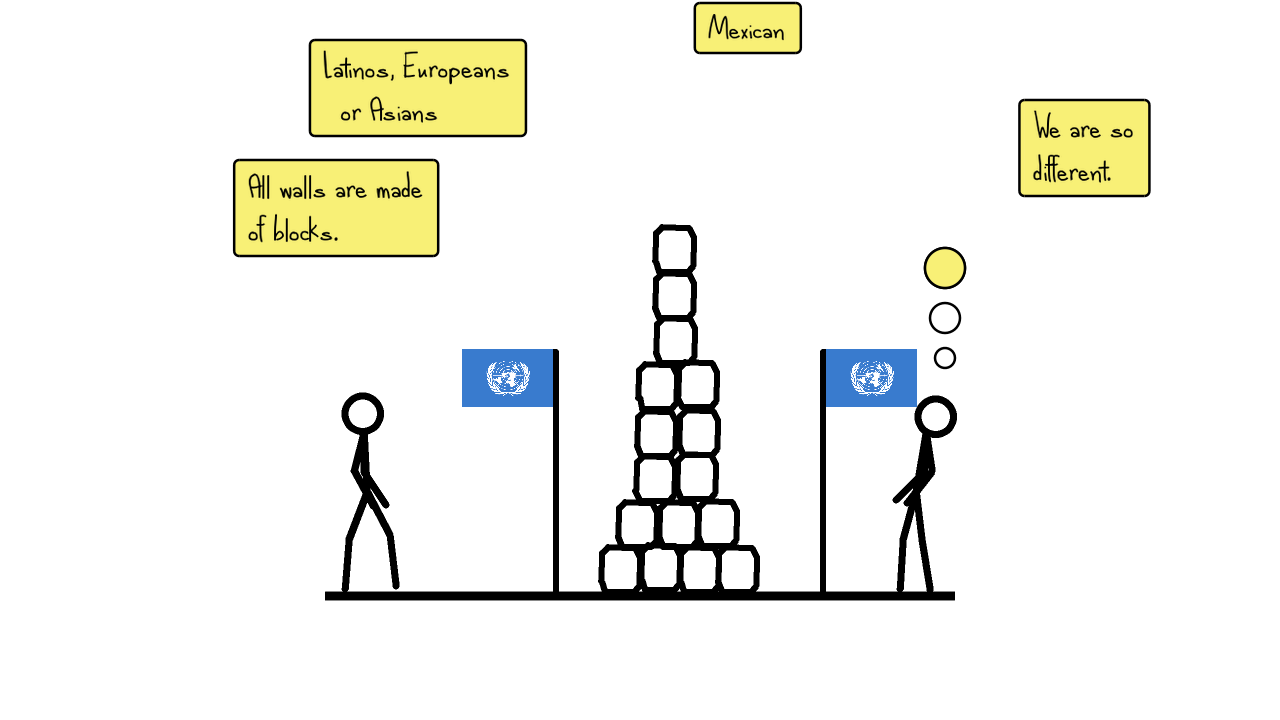 Mexican
Latinos, Europeans
or Asians
We are so
different.
All walls are made
of blocks.